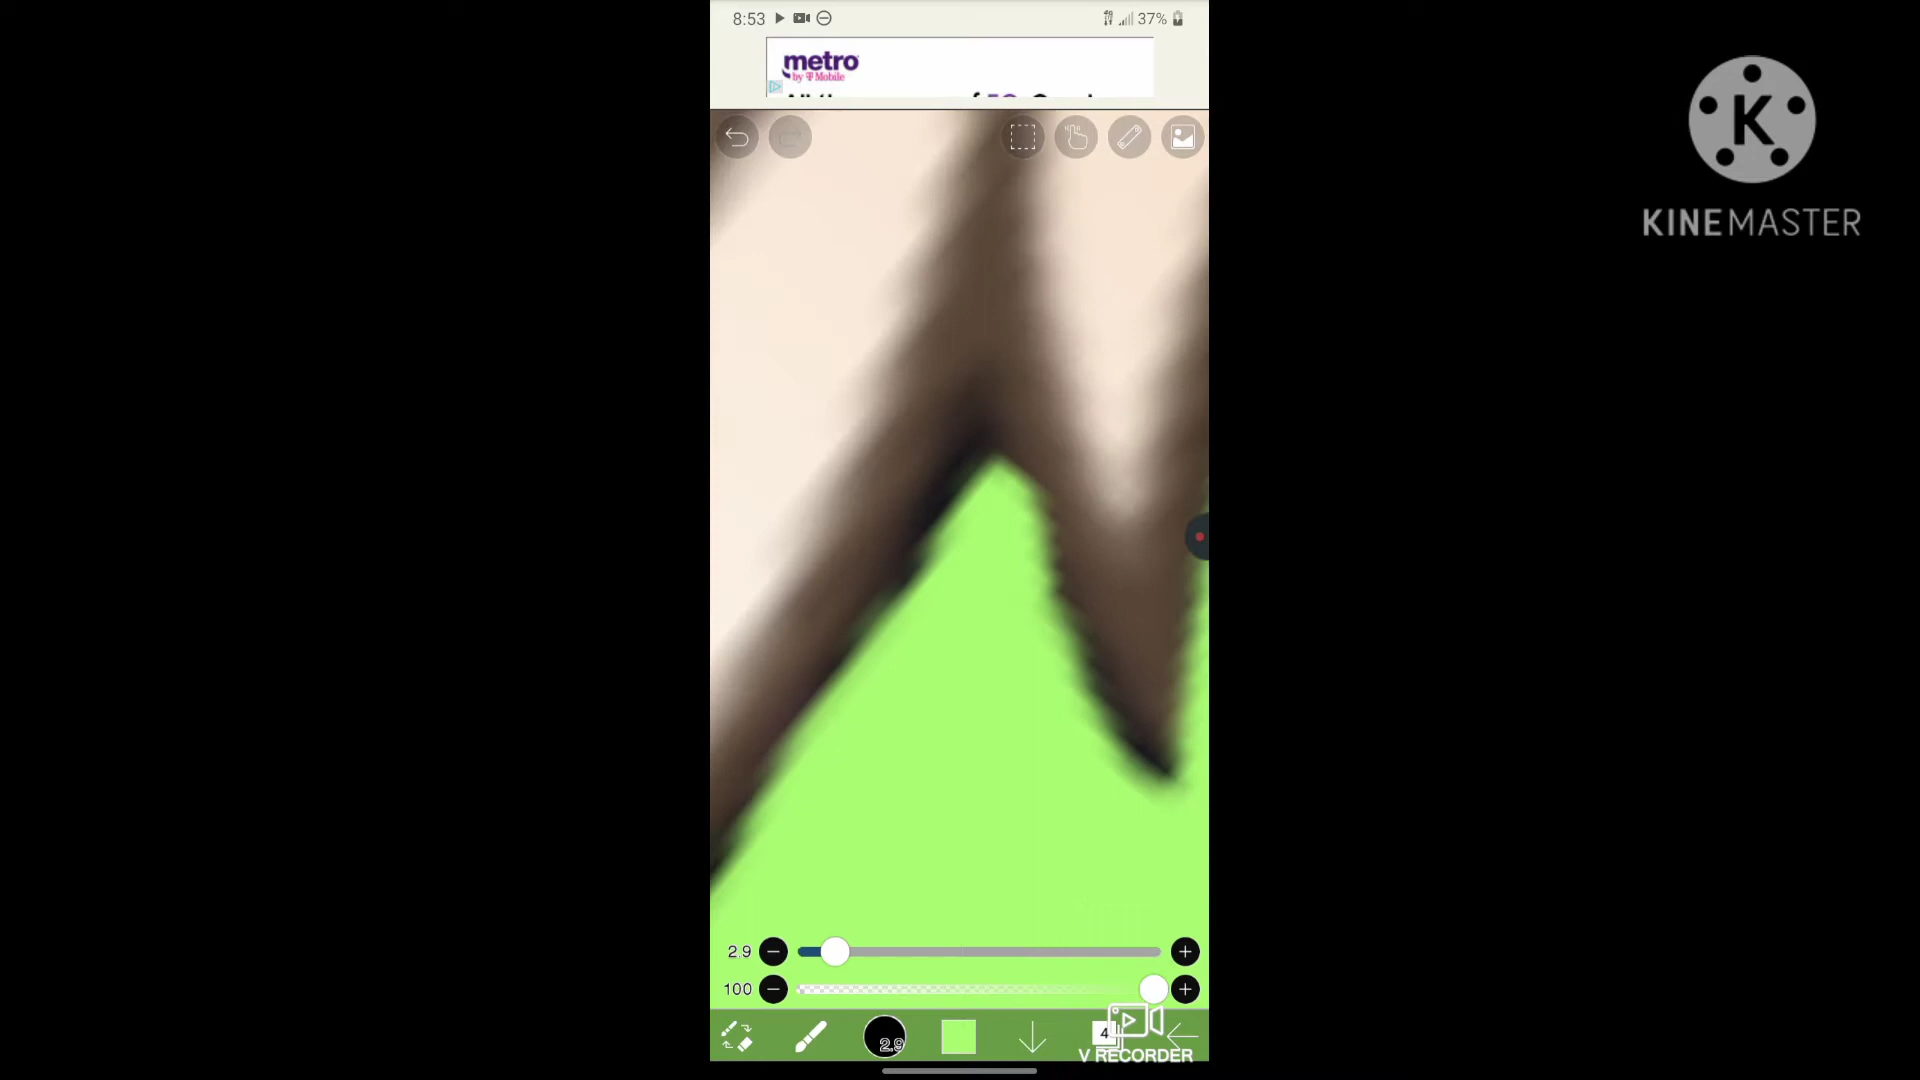 8:53
37%
metro
by T Mobile
KINEMASTER
2.9
100
2.9
4
V RECORDER